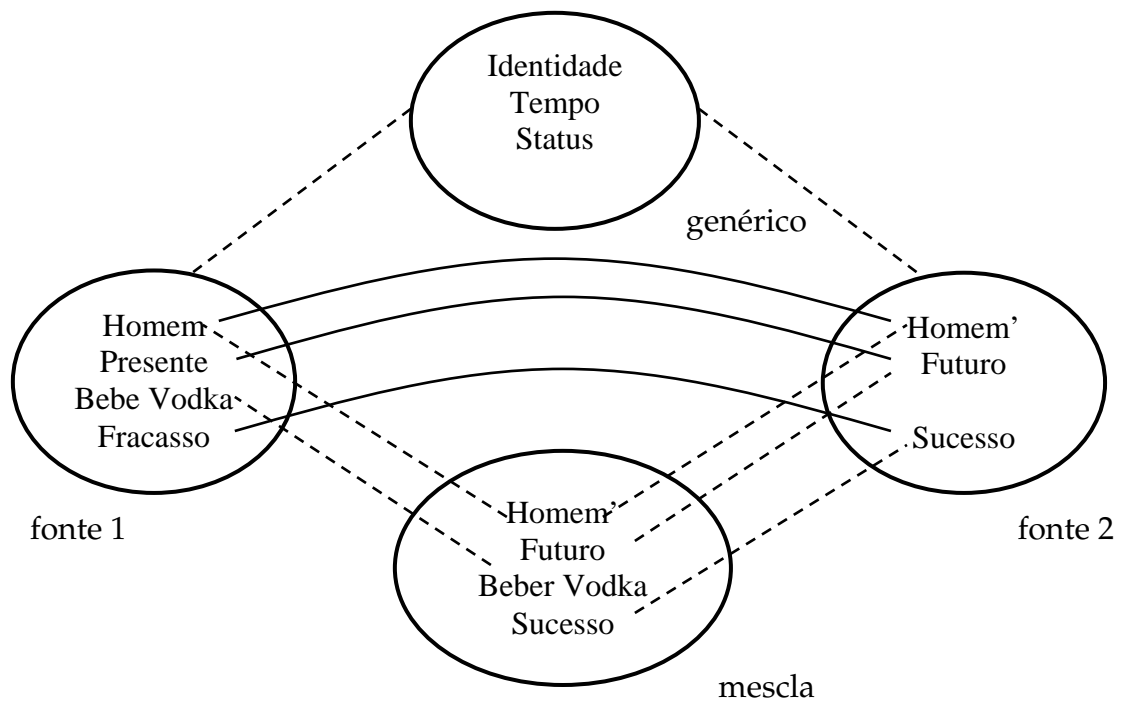 Identidade
Tempo
Status
genérico
Homem
Presente
Bebe Vodka
Fracasso
fonte 1
Homem’
Futuro
Sucesso
fonte 2
Homem’
Futuro
Beber Vodka
Sucesso
mescla